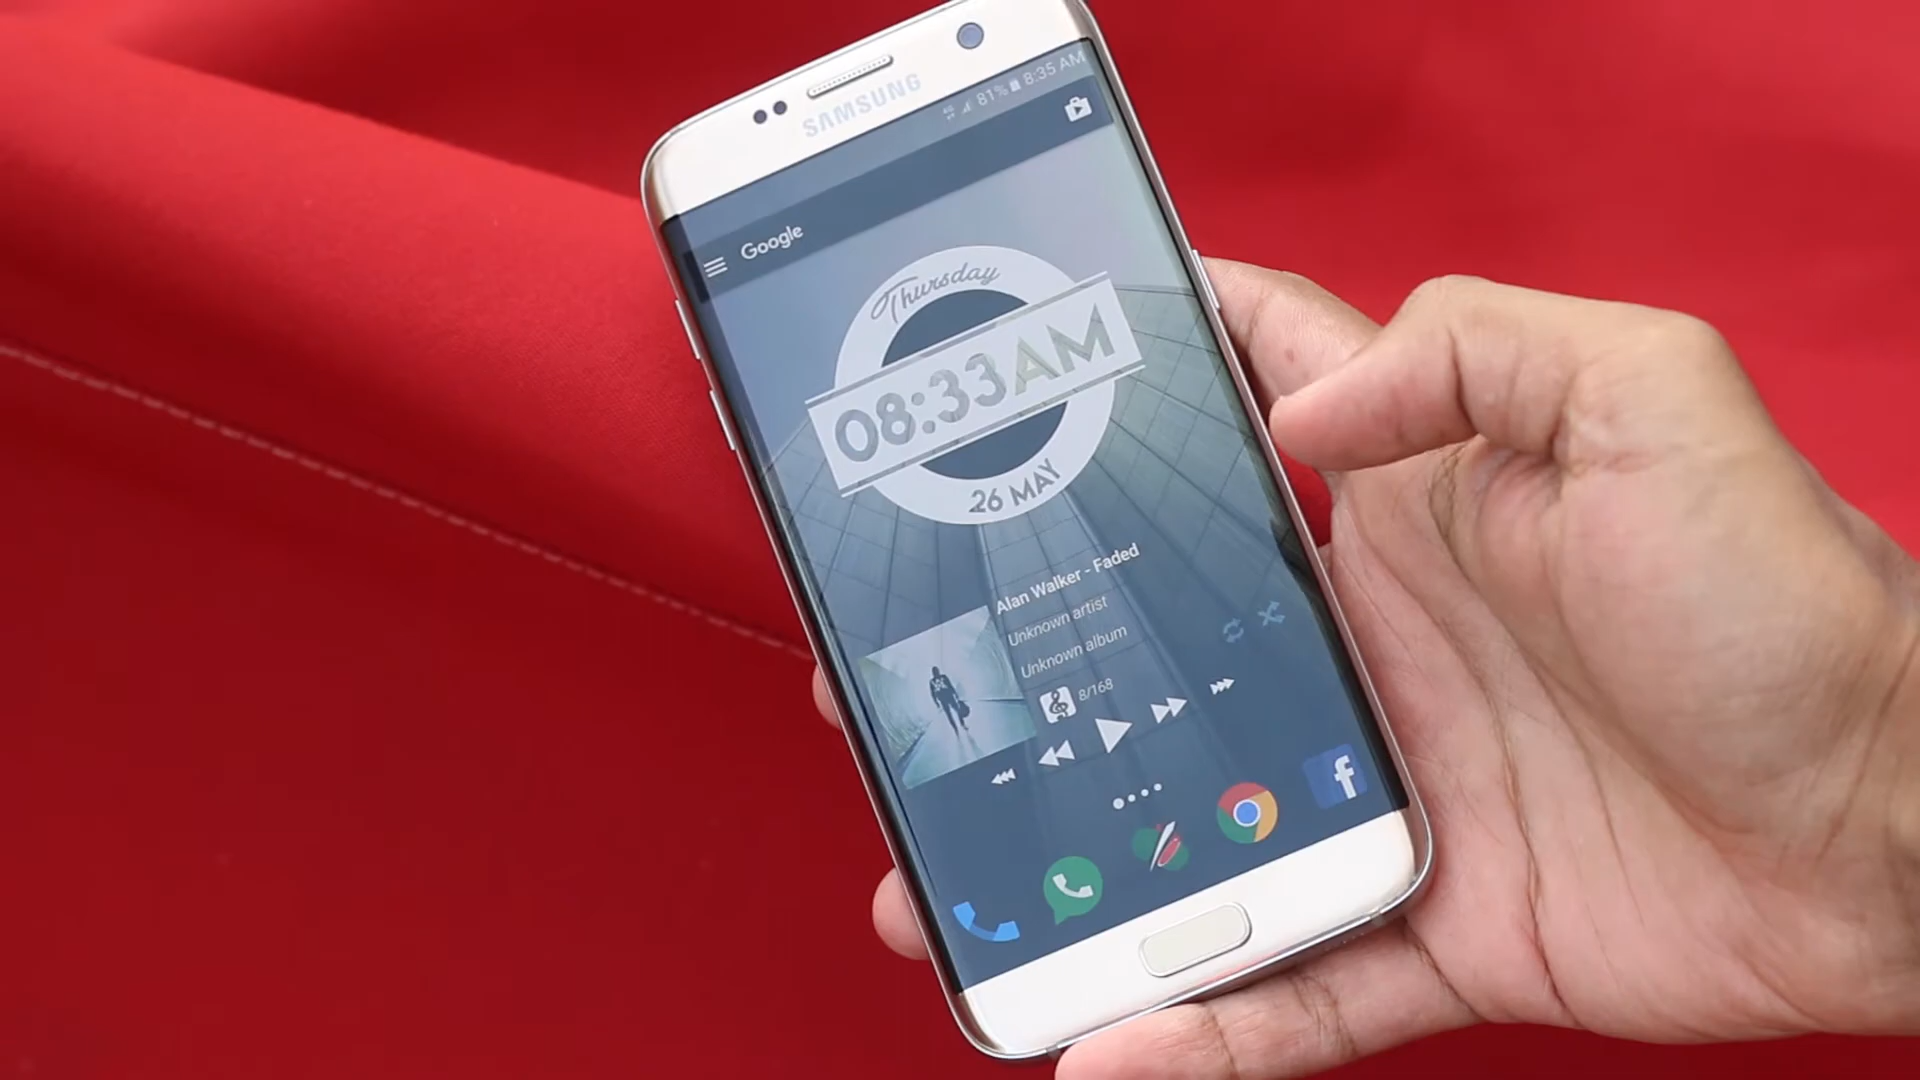 SAMSUNG
81% 8:35 AM
Google
Thursday
08:33AM
26 MAY
Alan Walker - Faded
Unknown artist
Unknown album
8/168
f